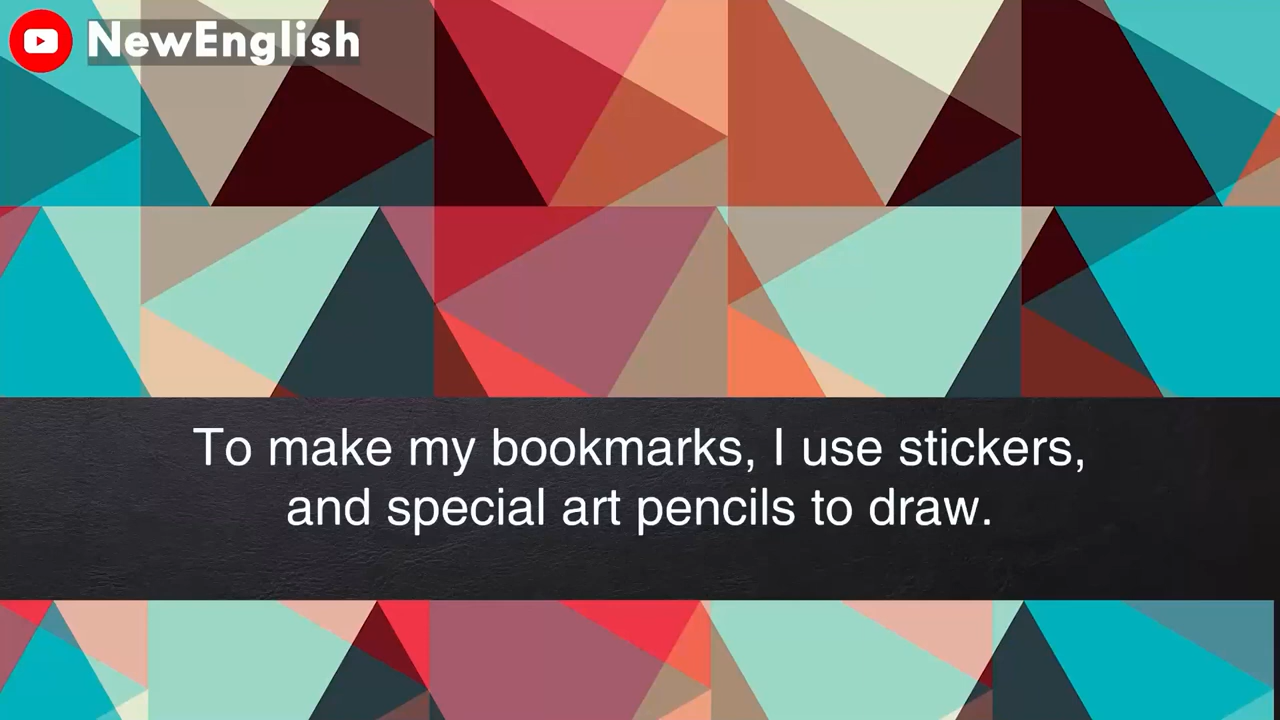 NewEnglish
To make my bookmarks, I use stickers,
and special art pencils to draw.